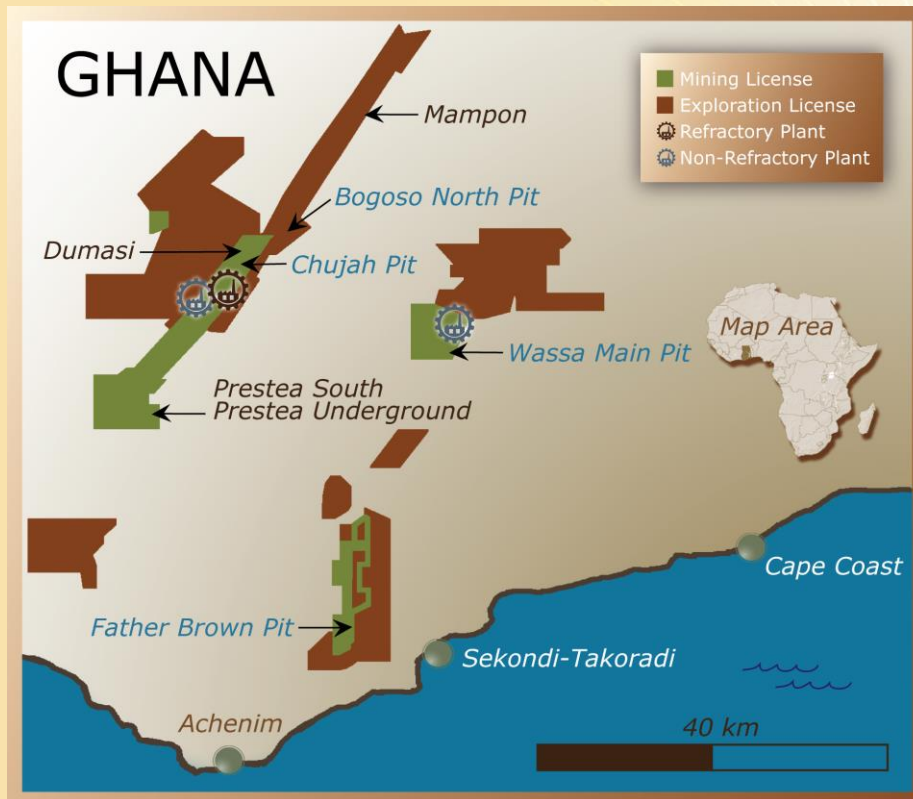 GHANA
Mining License
Exploration License
Refractory Plant
Non-Refractory Plant
Mampon
Bogoso North Pit
Dumasi
Chujah Pit
Map Area
Wassa Main Pit
Prestea South
Prestea Underground
Cape Coast
Father Brown Pit
Sekondi-Takoradi
Achenim
40 km